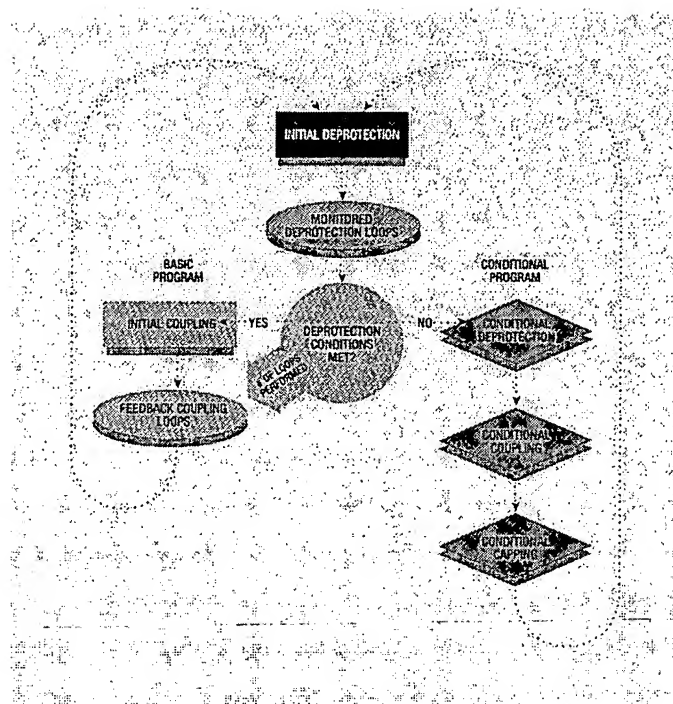 INITIAL DEPROTECTION
MONITORED
DEPROTECTION LOOPS
BASIC
PROGRAM
CONDITIONAL
PROGRAM
INITIAL COUPLING
YES
DEPROTECTION
CONDITIONS
MET?
NO
CONDITIONAL
DEPROTECTION
# OF LOOPS
PERFORMED
FEEDBACK COUPLING
LOOPS
CONDITIONAL
COUPLING
CONDITIONAL
CAPPING